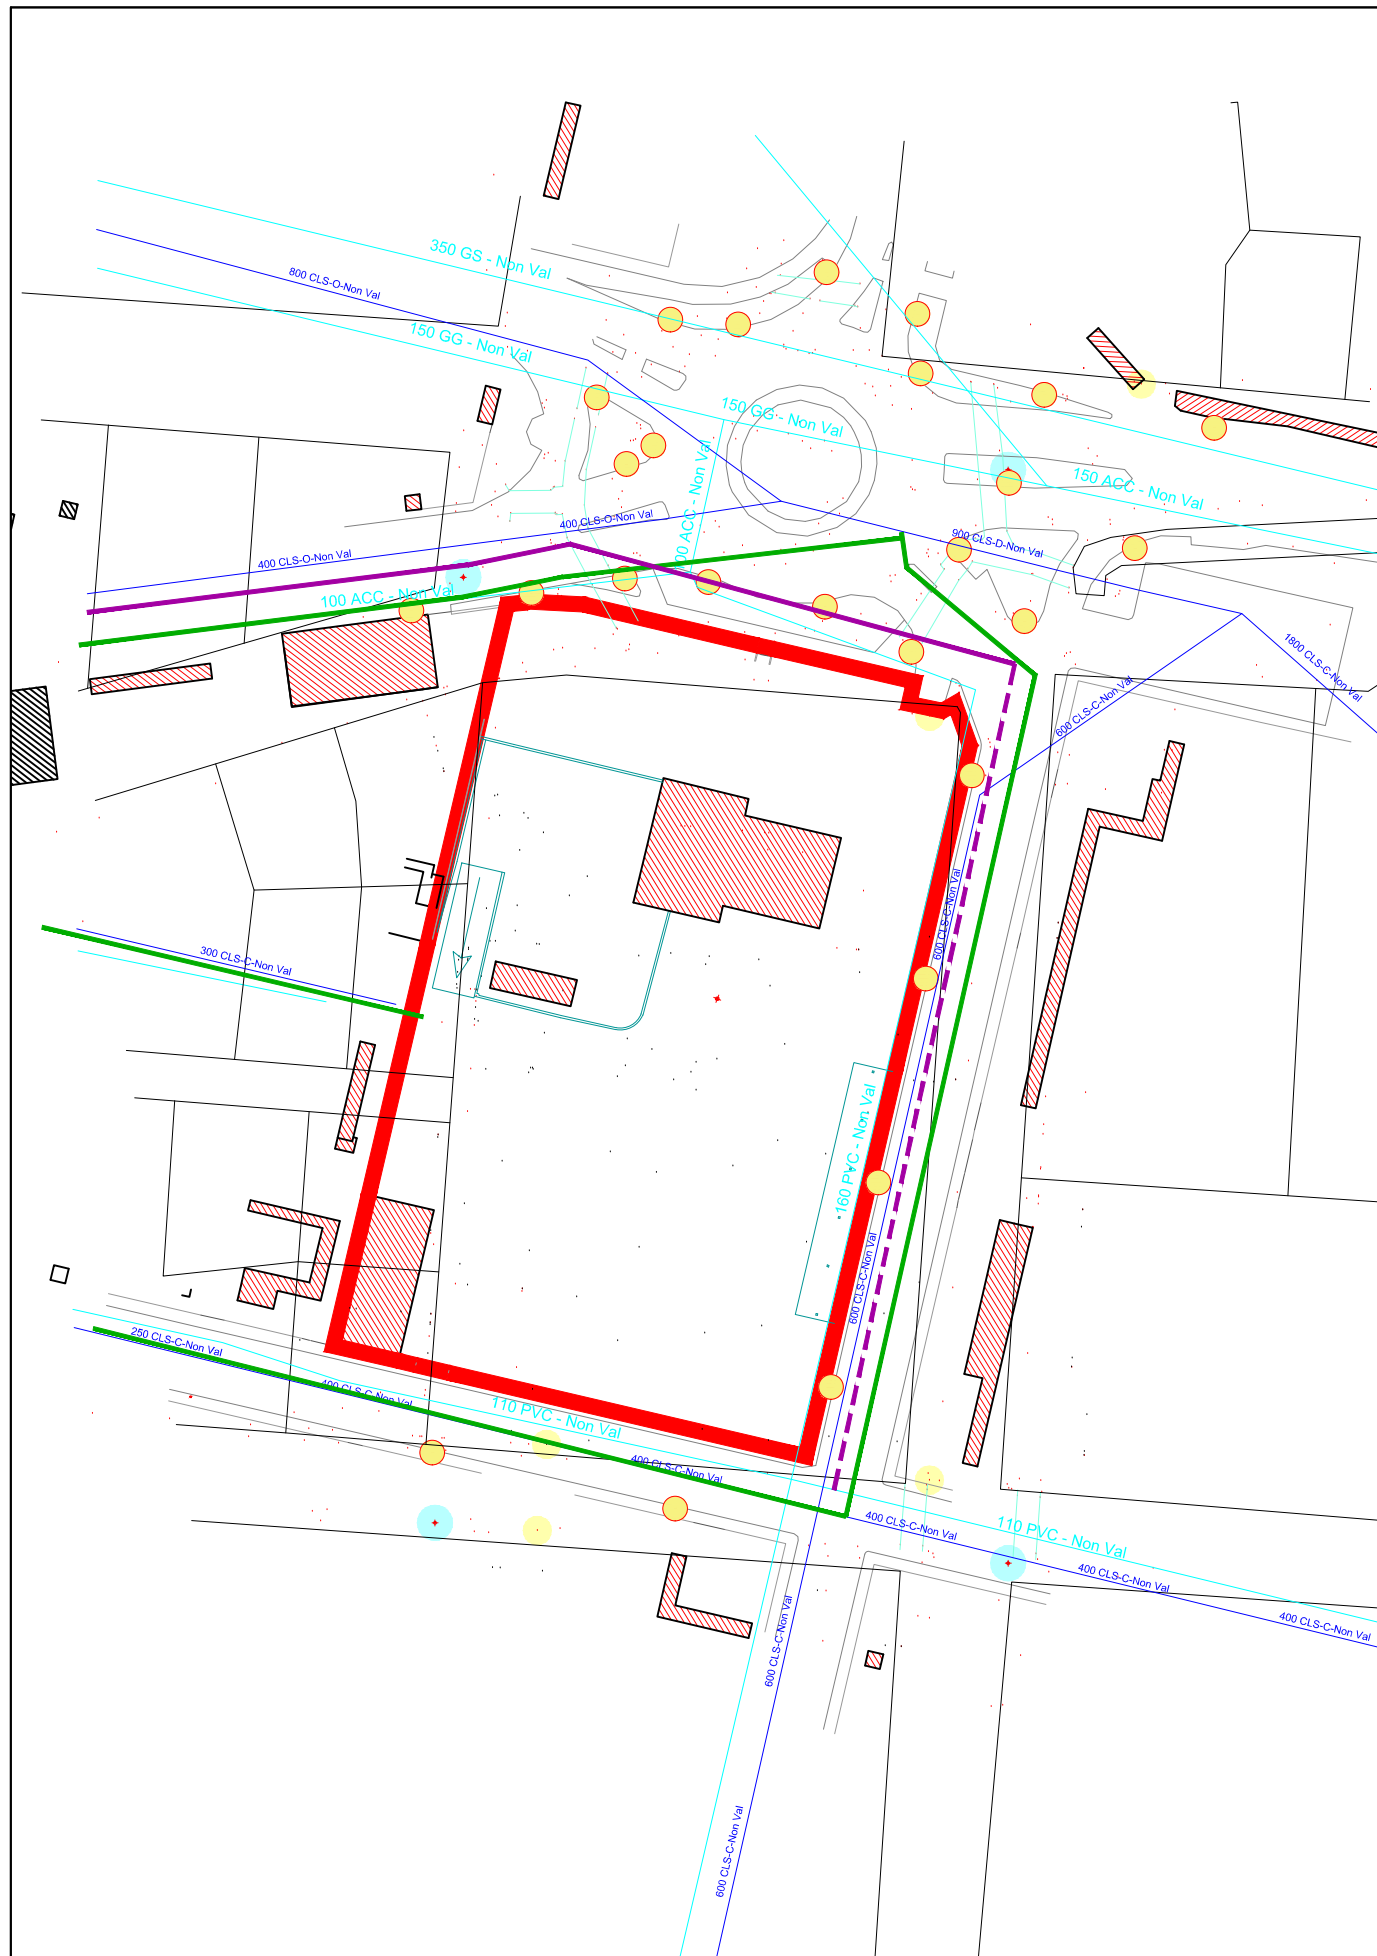 350 GS - Non Val
800 CLS-O-Non Val
150 GG - Non Val
150 GG - Non Val
150 ACC - Non Val
00 ACC - Non Val
400 CLS-O-Non Val
900 CLS-D-Non Val
400 CLS-O-Non Val
100 ACC - Non Val
1800 CLS-C-Non Val
600 CLS-C-Non Val
600 CLS-C-Non Val
300 CLS-C-Non Val
160 PVC - Non Val
600 CLS-C-Non Val
250 CLS-C-Non Val
400 CLS-C-Non Val
110 PVC - Non Val
400 CLS-C-Non Val
400 CLS-C-Non Val
110 PVC - Non Val
400 CLS-C-Non Val
400 CLS-C-Non Val
600 CLS-C-Non Val
600 CLS-C-Non Val